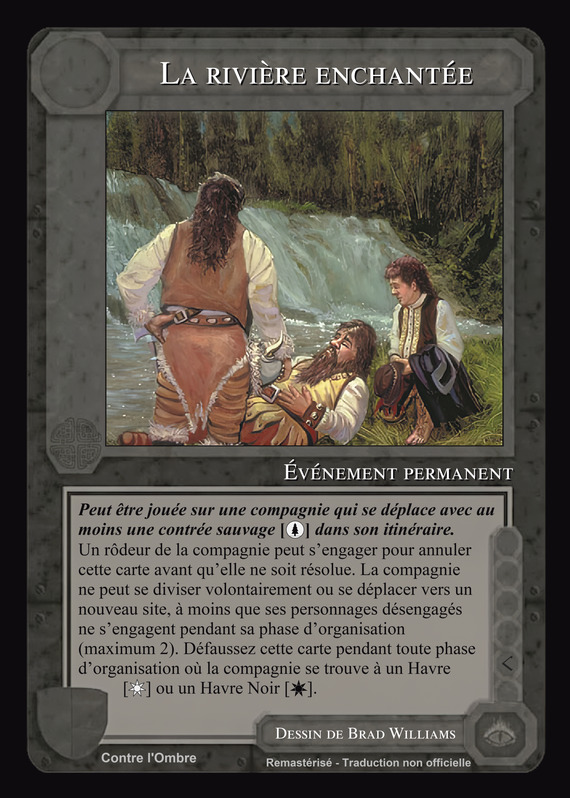 La rivière enchantée
Événement permanent
Peut être jouée sur une compagnie qui se déplace avec au
moins une contrée sauvage [] dans son itinéraire.
Un rôdeur de la compagnie peut s’engager pour annuler
cette carte avant qu’elle ne soit résolue. La compagnie
ne peut se diviser volontairement ou se déplacer vers un
nouveau site, à moins que ses personnages désengagés
ne s’engagent pendant sa phase d’organisation
(maximum 2). Défaussez cette carte pendant toute phase
d’organisation où la compagnie se trouve à un Havre
[] ou un Havre Noir [].
Dessin de Brad Williams
Contre l'Ombre
Remastérisé - Traduction non officielle